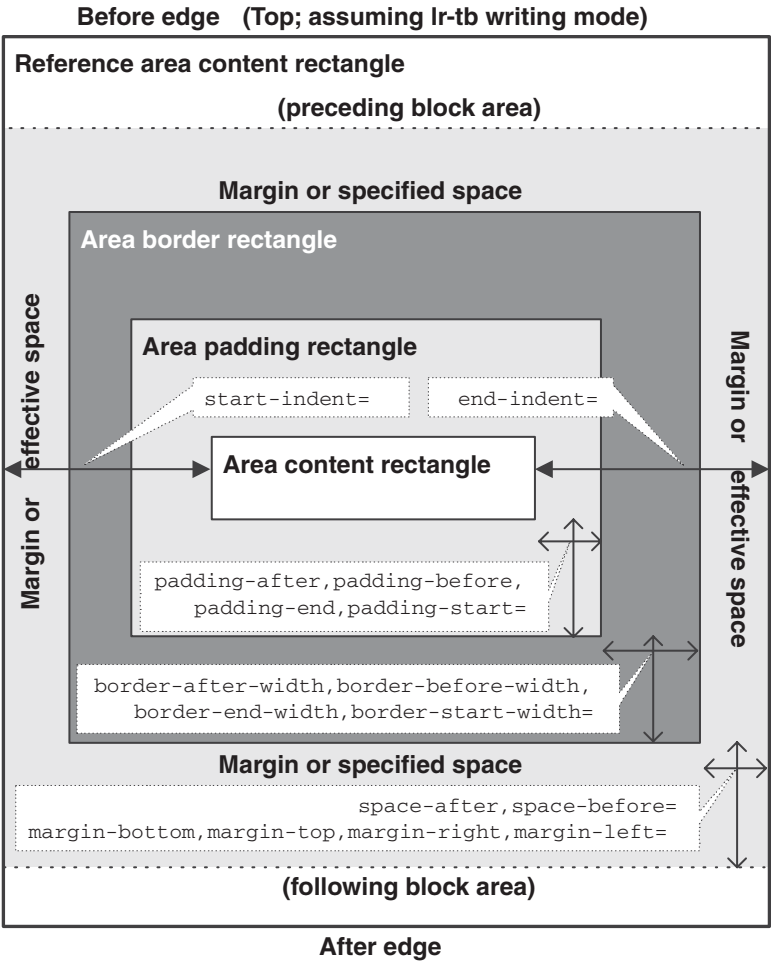 Before edge (Top; assuming lr-tb writing mode)
Reference area content rectangle
(preceding block area)
Margin or specified space
Area border rectangle
Area padding rectangle
start-indent=
end-indent=
Margin or effective space
Area content rectangle
Margin or effective space
padding-after,padding-before,
padding-end,padding-start=
border-after-width,border-before-width,
border-end-width,border-start-width=
Margin or specified space
space-after,space-before=
margin-bottom,margin-top,margin-right,margin-left=
(following block area)
After edge